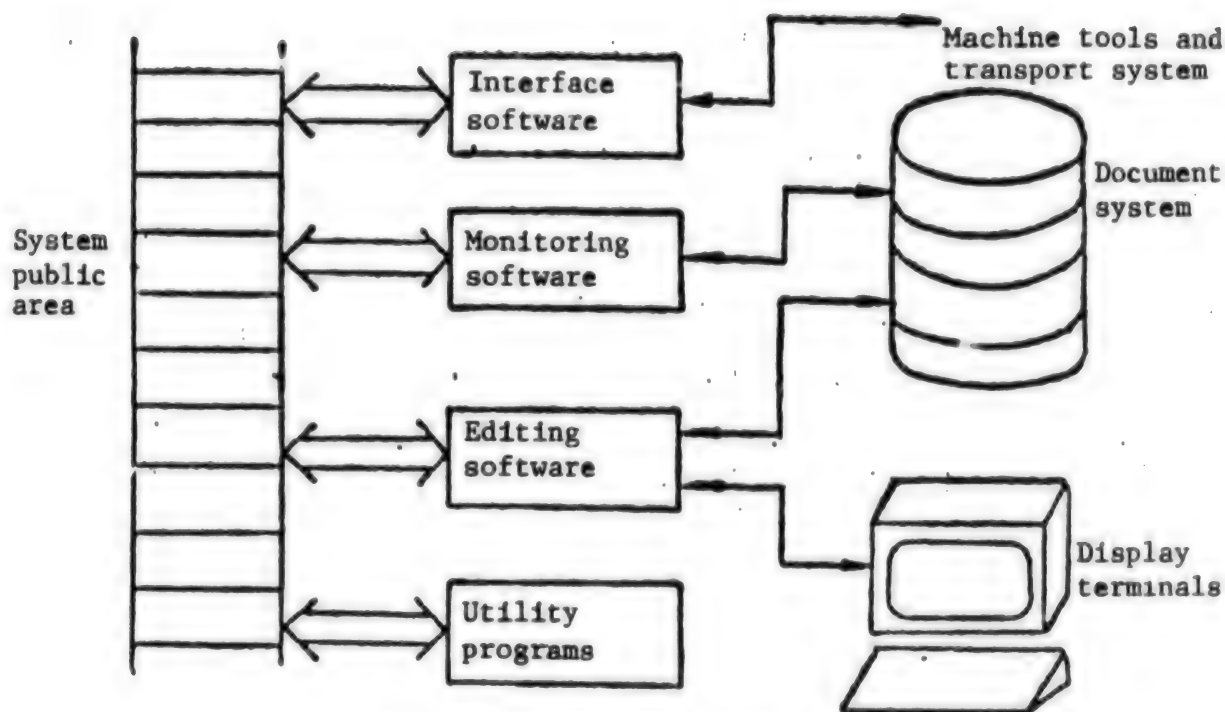 Machine tools and
transport system
Interface
software
Document
system
System
public
area
Monitoring
software
Editing
software
Display
terminals
Utility
programs